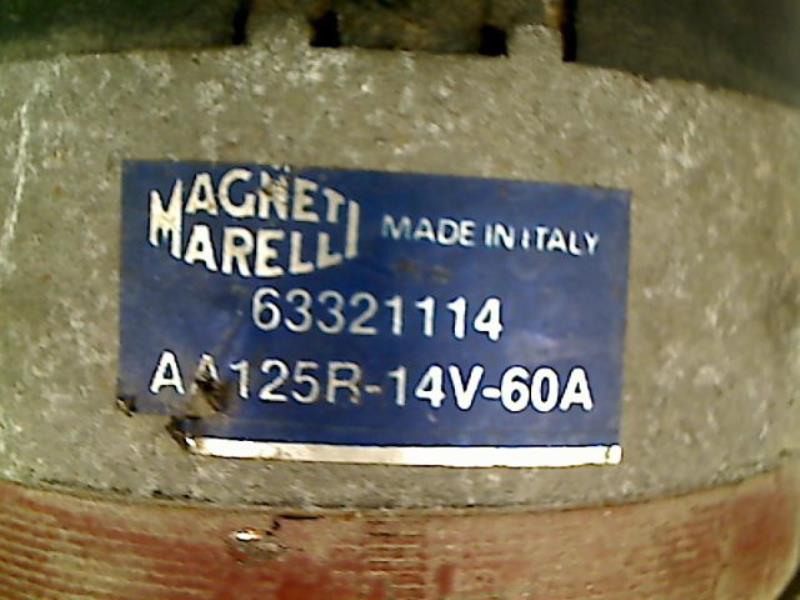 MAGNETI
MARELLI
MADE IN ITALY
63321114
AA125R-14V-60A